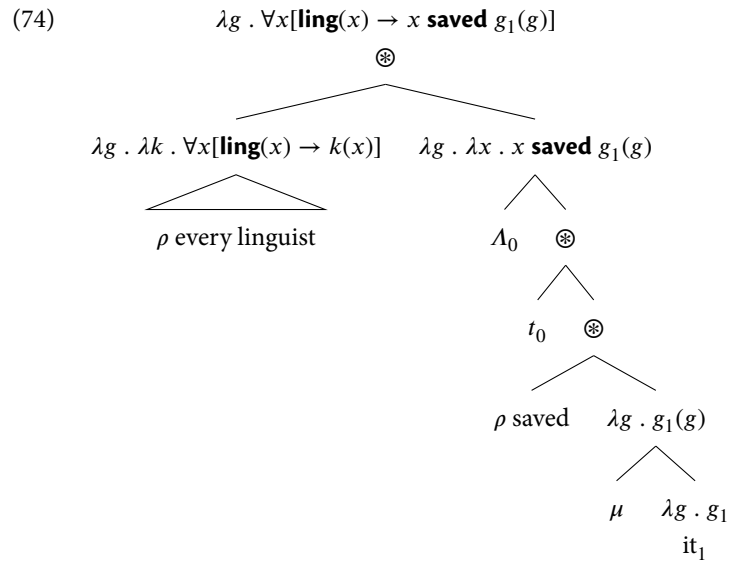 (74) λg . ∀x[ling(x) → x saved g₁(g)]
⊛
λg . λk . ∀x[ling(x) → k(x)] λg . λx . x saved g₁(g)
ρ every linguist Λ₀ ⊛
t₀ ⊛
ρ saved λg . g₁(g)
μ λg . g₁
it₁